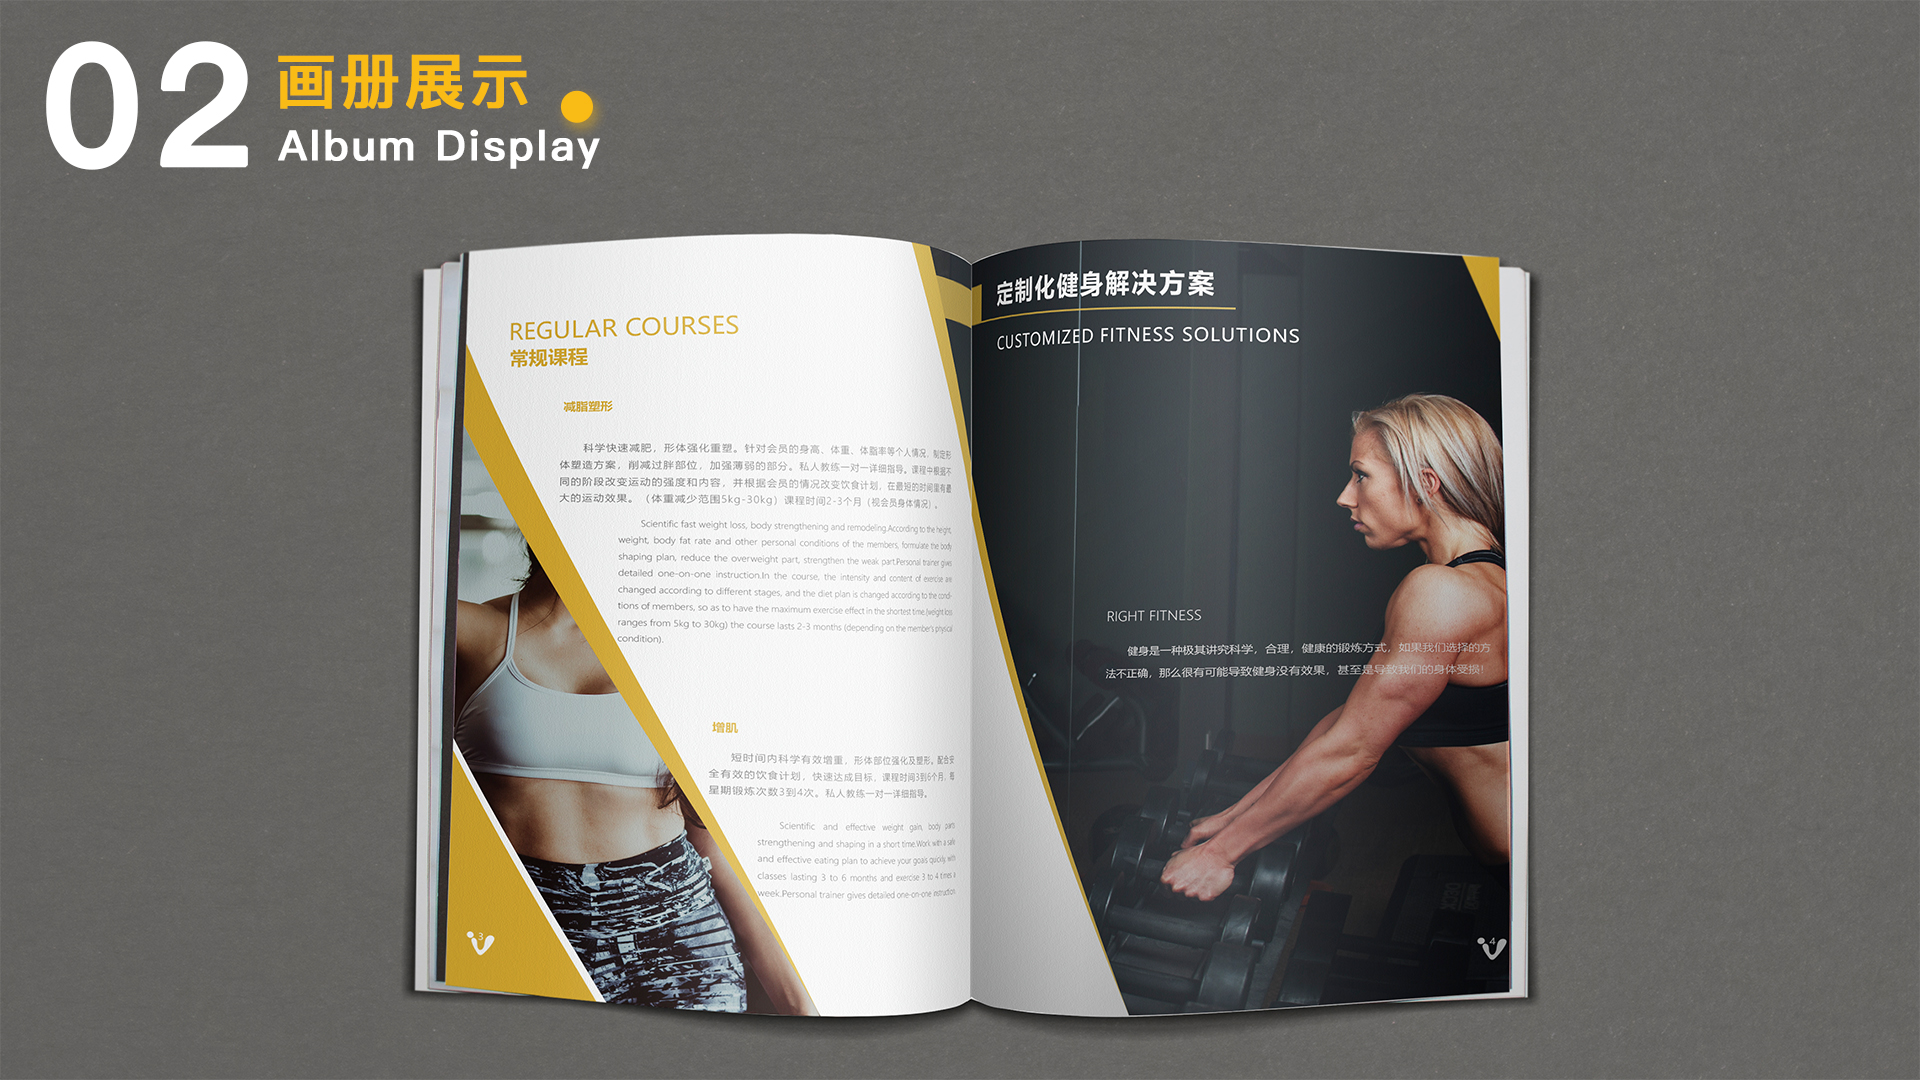 02
画册展示
Album Display
REGULAR COURSES
常规课程
减脂塑形
科学快速减肥，形体强化重塑。针对会员的身高、体重、体脂率等个人情况，制定形
体塑造方案，削减过胖部位，加强薄弱的部分。私人教练一对一详细指导。课程中根据不
同的阶段改变运动的强度和内容，并根据会员的情况改变饮食计划，在最短的时间里有最
大的运动效果。（体重减少范围5kg-30kg）课程时间2-3个月（视会员身体情况）。
Scientific fast weight loss, body strengthening and remodeling.According to the height,
weight, body fat rate and other personal conditions of the members, formulate the body
shaping plan, reduce the overweight part, strengthen the weak part.Personal trainer gives
detailed one-on-one instruction.In the course, the intensity and content of exercise are
changed according to different stages, and the diet plan is changed according to the condi-
tions of members, so as to have the maximum exercise effect in the shortest time.(weight loss
ranges from 5kg to 30kg) the course lasts 2-3 months (depending on the member's physical
condition).
增肌
短时间内科学有效增重，形体部位强化及塑形。配合安
全有效的饮食计划，快速达成目标，课程时间3到6个月，每
星期锻炼次数3到4次。私人教练一对一详细指导。
Scientific and effective weight gain, body parts
strengthening and shaping in a short time.Work with a safe
and effective eating plan to achieve your goals quickly, with
classes lasting 3 to 6 months and exercise 3 to 4 times a
week.Personal trainer gives detailed one-on-one instruction.
3
定制化健身解决方案
CUSTOMIZED FITNESS SOLUTIONS
RIGHT FITNESS
健身是一种极其讲究科学，合理，健康的锻炼方式，如果我们选择的方
法不正确，那么很有可能导致健身没有效果，甚至是导致我们的身体受损！
4